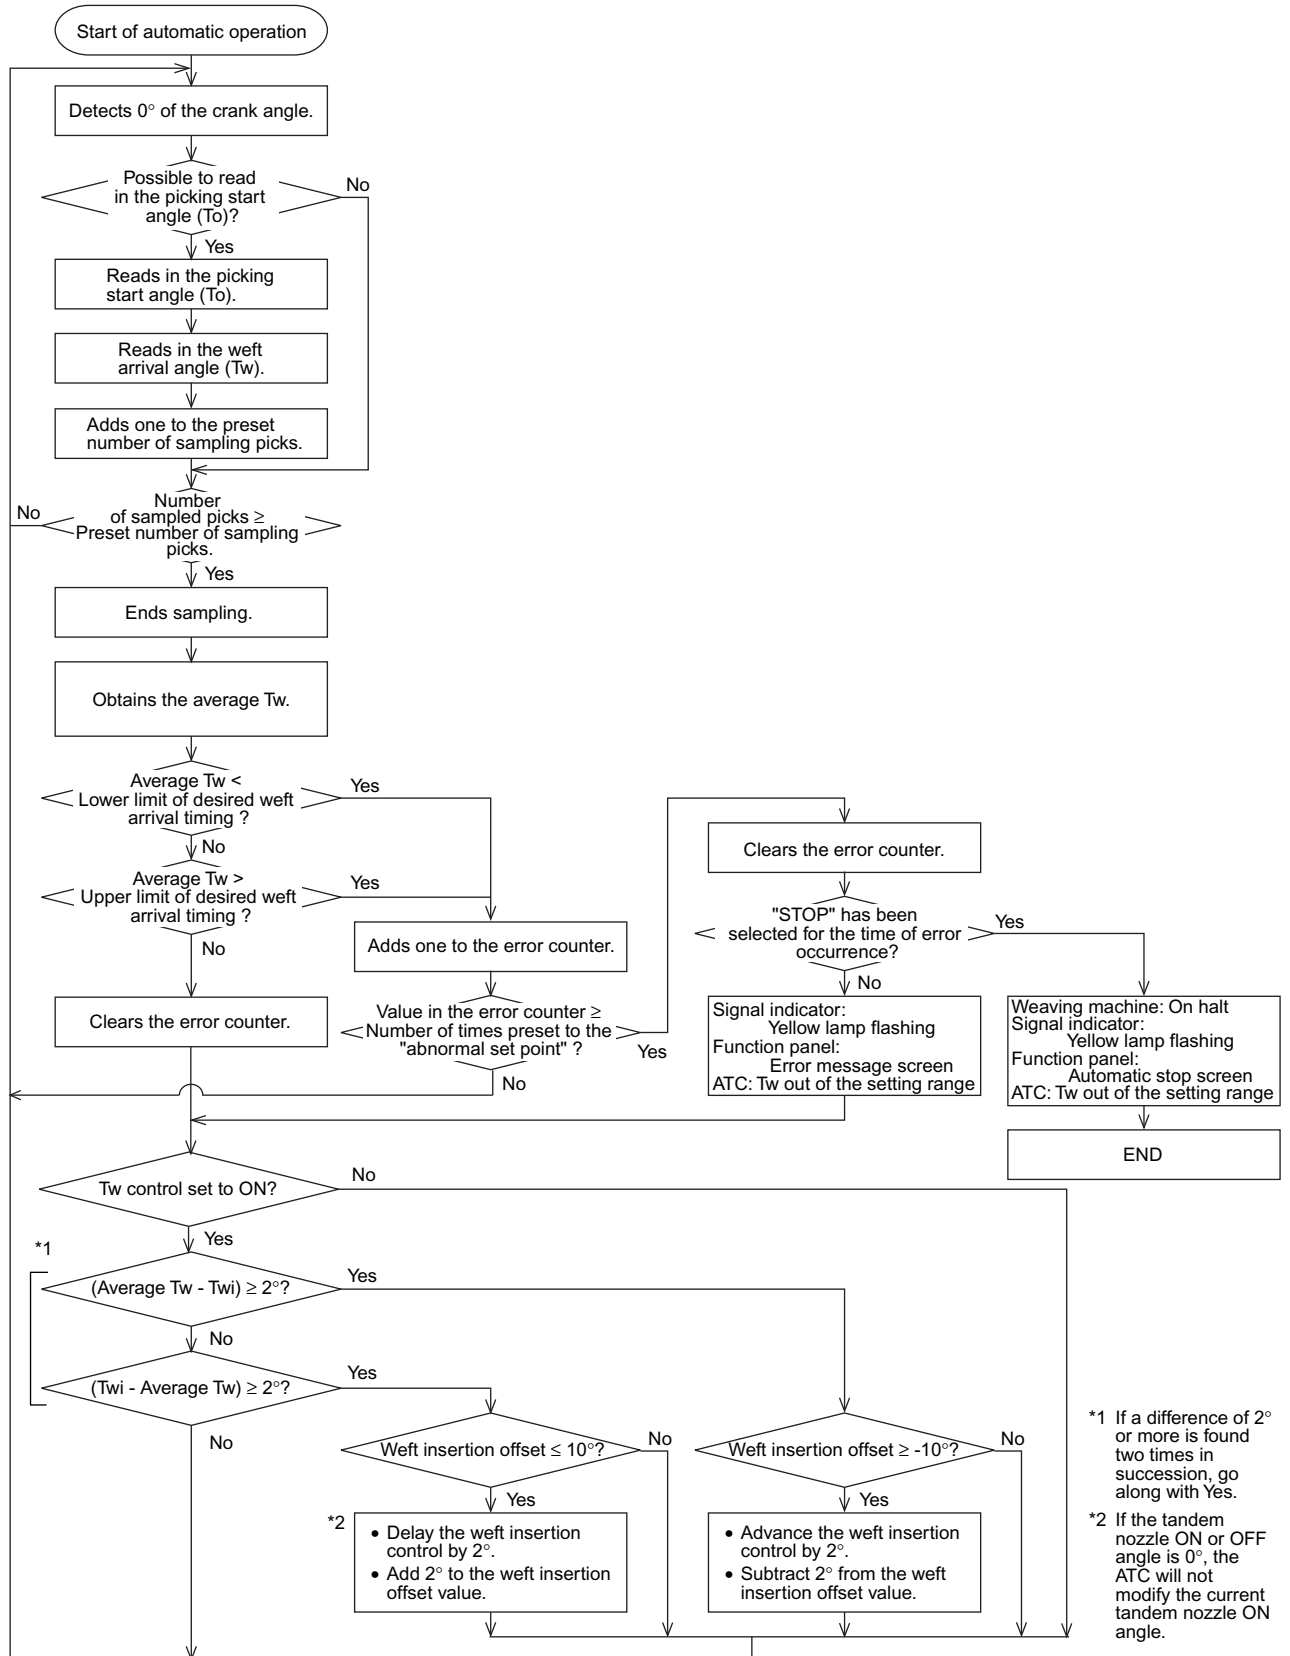 Start of automatic operation
Detects 0° of the crank angle.
Possible to read
in the picking start
angle (To)?
No
Yes
Reads in the picking
start angle (To).
Reads in the weft
arrival angle (Tw).
Adds one to the preset
number of sampling picks.
Number
of sampled picks ≥
Preset number of sampling
picks.
No
Yes
Ends sampling.
Obtains the average Tw.
Average Tw <
Lower limit of desired weft
arrival timing ?
Yes
No
Average Tw >
Upper limit of desired weft
arrival timing ?
Yes
No
Clears the error counter.
Adds one to the error counter.
Value in the error counter ≥
Number of times preset to the
"abnormal set point" ?
Yes
No
Clears the error counter.
"STOP" has been
selected for the time of error
occurrence?
Yes
No
Signal indicator:
Yellow lamp flashing
Function panel:
Error message screen
ATC: Tw out of the setting range
Weaving machine: On halt
Signal indicator:
Yellow lamp flashing
Function panel:
Automatic stop screen
ATC: Tw out of the setting range
END
Tw control set to ON?
No
Yes
*1
(Average Tw - Twi) ≥ 2°?
Yes
No
(Twi - Average Tw) ≥ 2°?
Yes
No
Weft insertion offset ≤ 10°?
No
Yes
*2
• Delay the weft insertion
control by 2°.
• Add 2° to the weft insertion
offset value.
Weft insertion offset ≥ -10°?
No
Yes
• Advance the weft insertion
control by 2°.
• Subtract 2° from the weft
insertion offset value.
*1 If a difference of 2°
or more is found
two times in
succession, go
along with Yes.
*2 If the tandem
nozzle ON or OFF
angle is 0°, the
ATC will not
modify the current
tandem nozzle ON
angle.